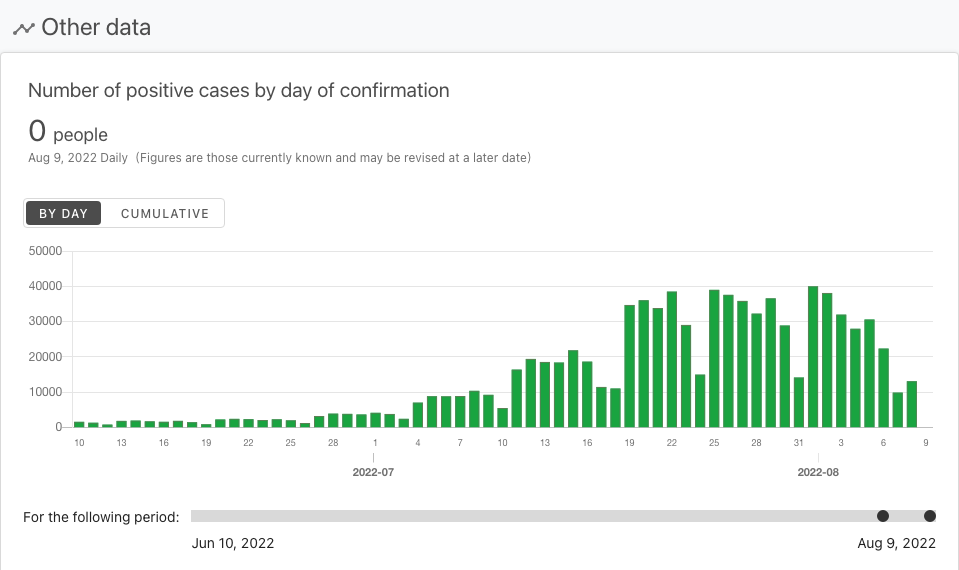 Other data
Number of positive cases by day of confirmation
0 people
Aug 9, 2022 Daily (Figures are those currently known and may be revised at a later date)
BY DAY CUMULATIVE
50000
40000
30000
20000
10000
0
10 13 16 19 22 25 28 1 4 7 10 13 16 19 22 25 28 31 3 6 9
2022-07 2022-08
For the following period:
Jun 10, 2022 Aug 9, 2022